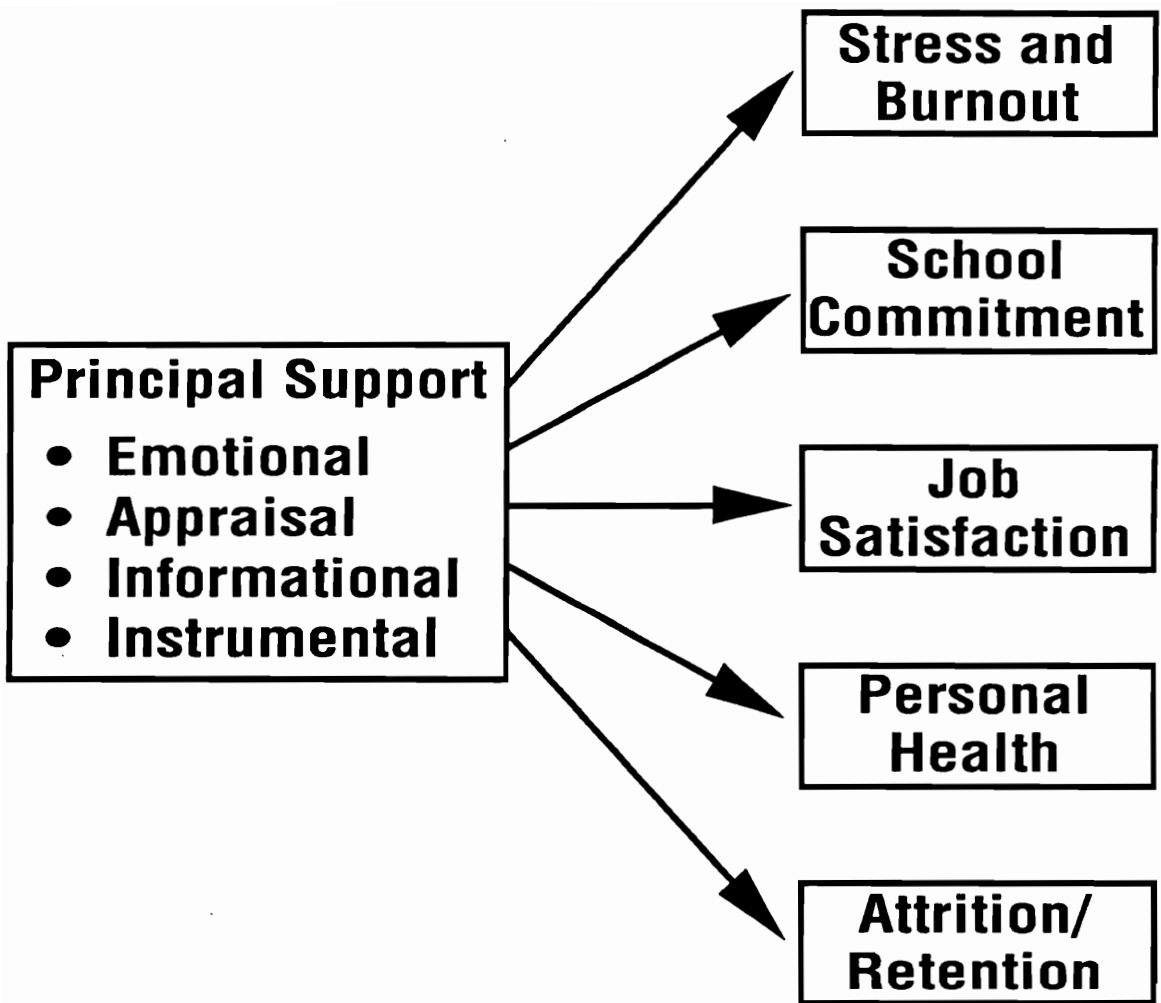 Stress and
Burnout
School
Commitment
Principal Support
• Emotional
• Appraisal
• Informational
• Instrumental
Job
Satisfaction
Personal
Health
Attrition/
Retention